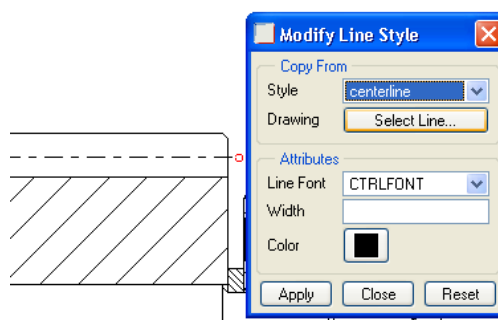 Modify Line Style
Copy From
Style centerline
Drawing Select Line...
Attributes
Line Font CTRLFONT
Width
Color
Apply Close Reset